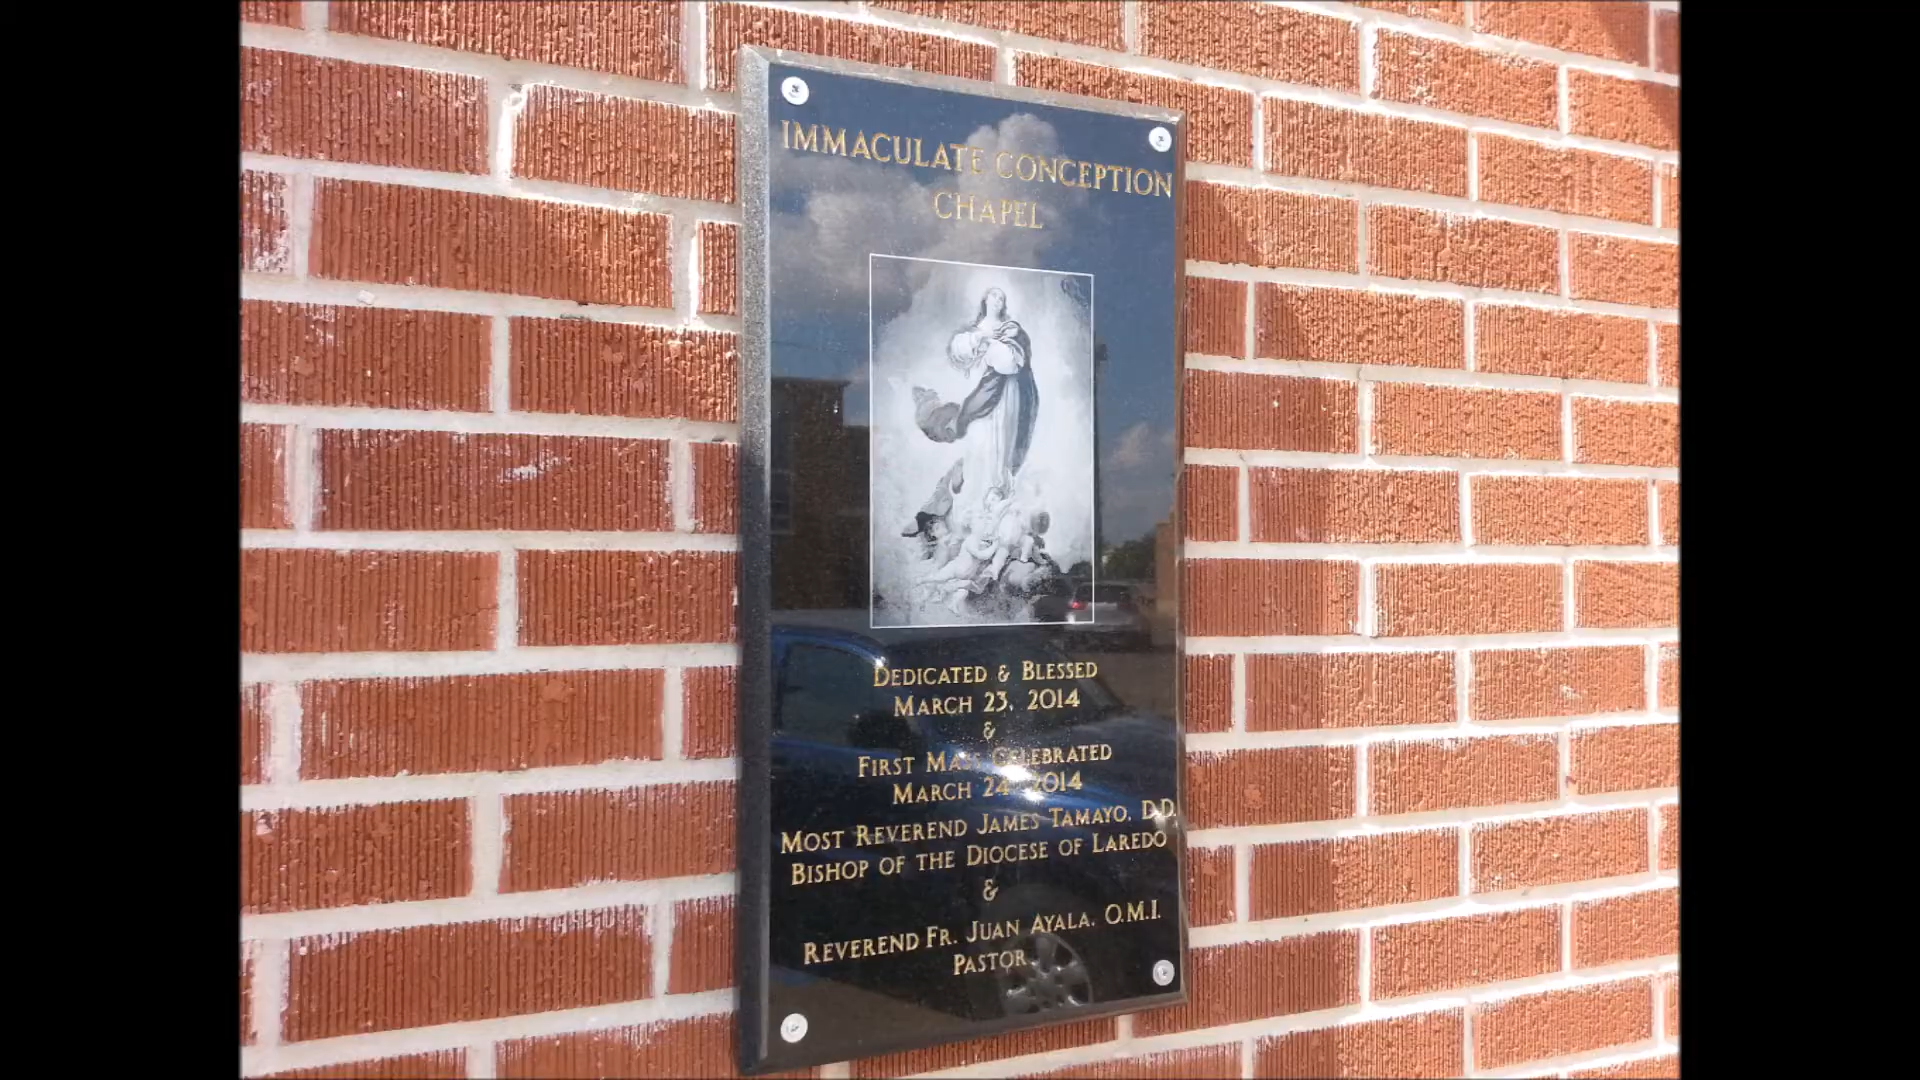 IMMACULATE CONCEPTION
CHAPEL
DEDICATED & BLESSED
MARCH 23, 2014
&
FIRST MASS CELEBRATED
MARCH 24, 2014
MOST REVEREND JAMES TAMAYO, D.D.
BISHOP OF THE DIOCESE OF LAREDO
&
REVEREND FR. JUAN AYALA, O.M.I.
PASTOR